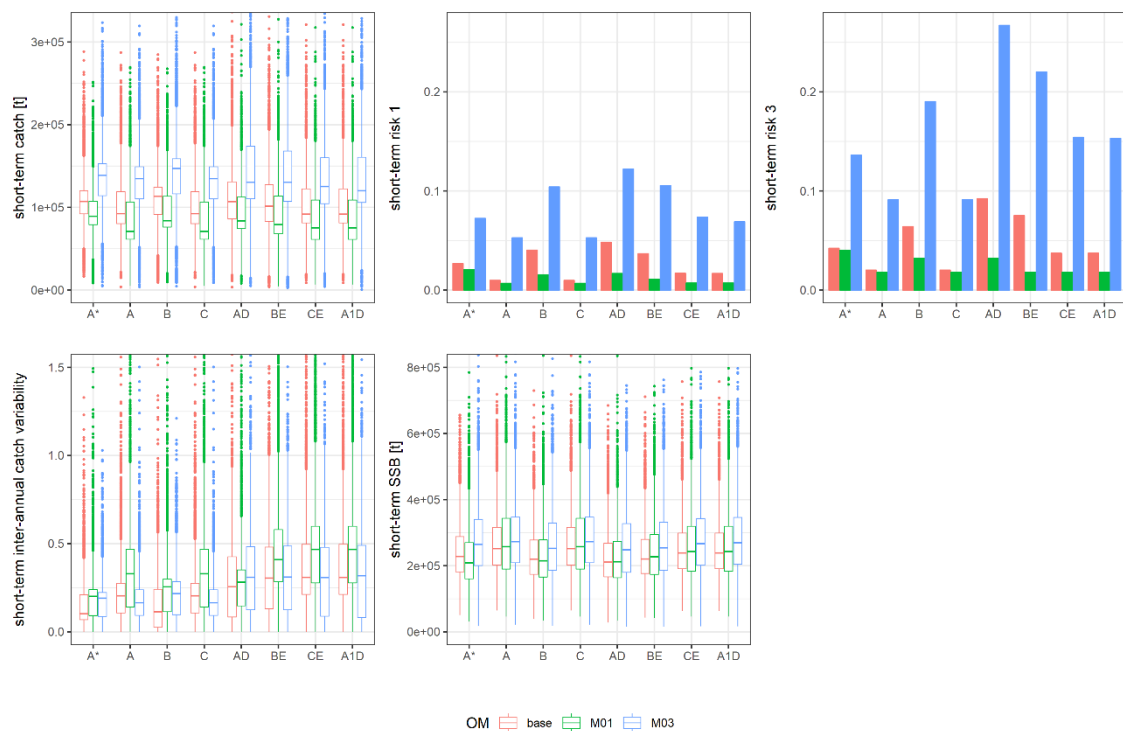 short-term catch [t]
3e+05
2e+05
1e+05
0e+00
A* A B C AD BE CE A1D
short-term risk 1
0.2
0.1
0.0
A* A B C AD BE CE A1D
short-term risk 3
0.2
0.1
0.0
A* A B C AD BE CE A1D
short-term inter-annual catch variability
1.5
1.0
0.5
0.0
A* A B C AD BE CE A1D
short-term SSB [t]
8e+05
6e+05
4e+05
2e+05
0e+00
A* A B C AD BE CE A1D
OM base M01 M03